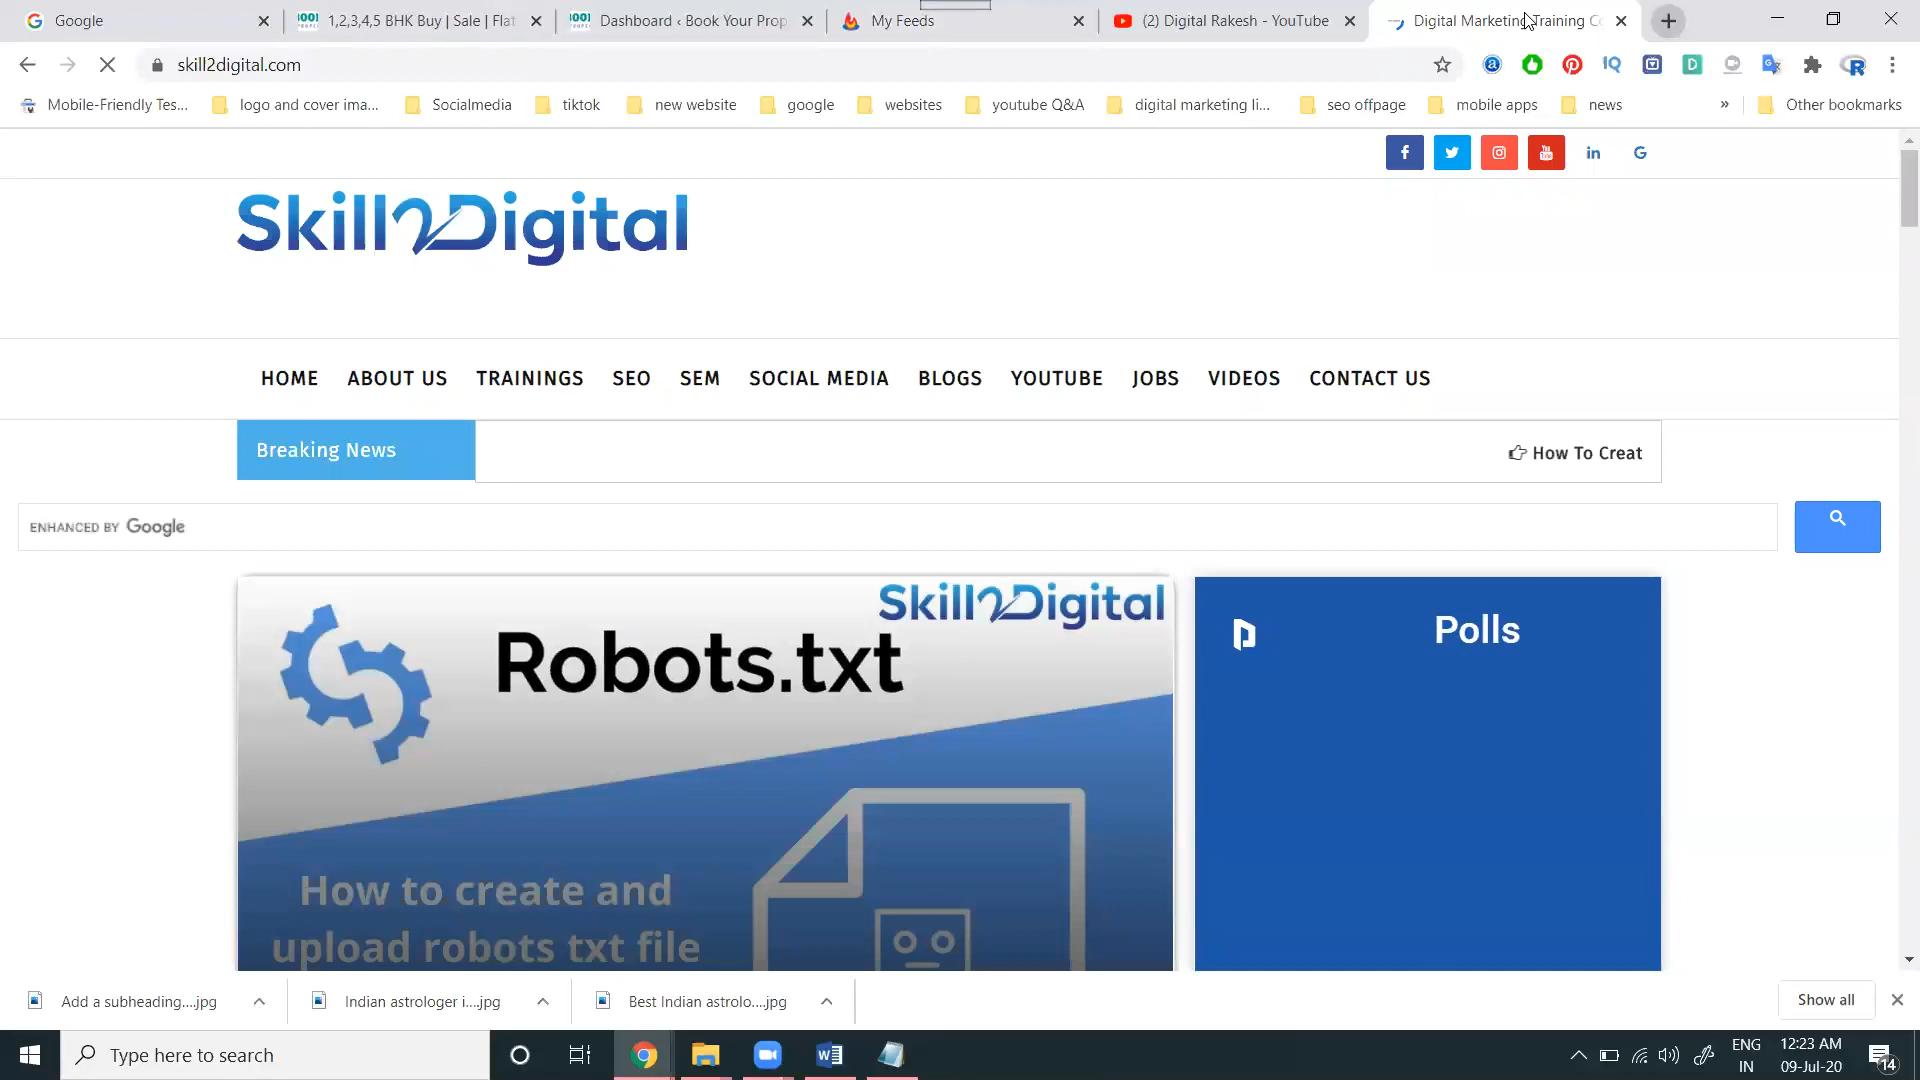 Google
1,2,3,4,5 BHK Buy | Sale | Flat
Dashboard ‹ Book Your Prop
My Feeds
(2) Digital Rakesh - YouTube
Digital Marketing Training Co
skill2digital.com
Mobile-Friendly Tes...
logo and cover ima...
Socialmedia
tiktok
new website
google
websites
youtube Q&A
digital marketing li...
seo offpage
mobile apps
news
»
Other bookmarks
Skill2Digital
HOME
ABOUT US
TRAININGS
SEO
SEM
SOCIAL MEDIA
BLOGS
YOUTUBE
JOBS
VIDEOS
CONTACT US
Breaking News
How To Creat
ENHANCED BY Google
Skill2Digital
Robots.txt
How to create and
upload robots txt file
Polls
Add a subheading....jpg
Indian astrologer i....jpg
Best Indian astrolo....jpg
Show all
Type here to search
ENG
IN
12:23 AM
09-Jul-20
14